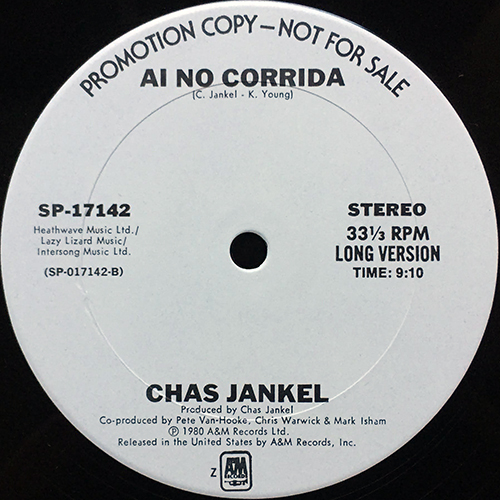 PROMOTION COPY—NOT FOR SALE
AI NO CORRIDA
(C. Jankel - K. Young)
SP-17142
Heathwave Music Ltd./
Lazy Lizard Music/
Intersong Music Ltd.
(SP-017142-B)
STEREO
33⅓ RPM
LONG VERSION
TIME: 9:10
CHAS JANKEL
Produced by Chas Jankel
Co-produced by Pete Van-Hooke, Chris Warwick & Mark Isham
Ⓟ 1980 A&M Records Ltd.
Released in the United States by A&M Records, Inc.
Z
A&M
RECORDS